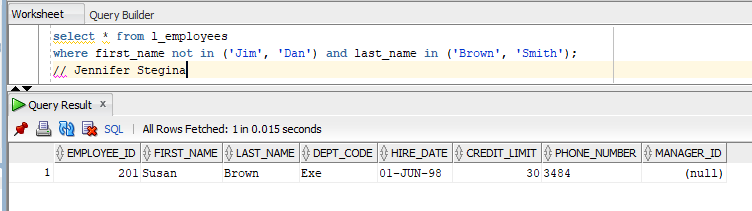 Worksheet Query Builder
select * from l_employees
where first_name not in ('Jim', 'Dan') and last_name in ('Brown', 'Smith');
// Jennifer Stegina
Query Result x
SQL | All Rows Fetched: 1 in 0.015 seconds
EMPLOYEE_ID FIRST_NAME LAST_NAME DEPT_CODE HIRE_DATE CREDIT_LIMIT PHONE_NUMBER MANAGER_ID
1 201 Susan Brown Exe 01-JUN-98 30 3484 (null)